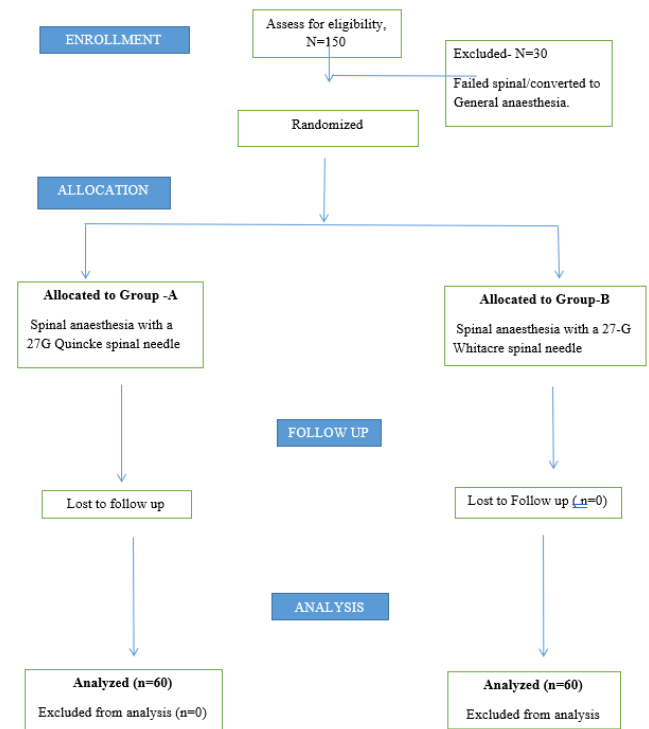 ENROLLMENT
Assess for eligibility,
N=150
Excluded- N=30
Failed spinal/converted to
General anaesthesia.
Randomized
ALLOCATION
Allocated to Group -A
Spinal anaesthesia with a
27G Quincke spinal needle
Allocated to Group-B
Spinal anaesthesia with a 27-G
Whitacre spinal needle
FOLLOW UP
Lost to follow up
Lost to Follow up ( n=0)
ANALYSIS
Analyzed (n=60)
Excluded from analysis (n=0)
Analyzed (n=60)
Excluded from analysis